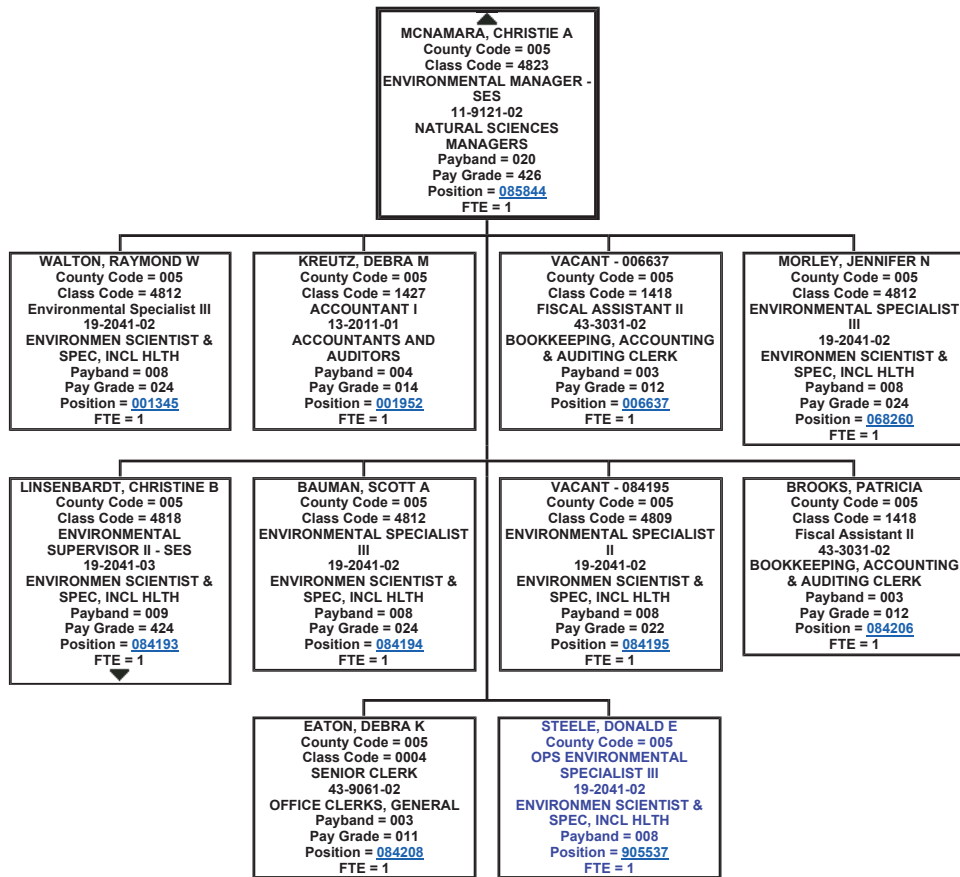 MCNAMARA, CHRISTIE A
County Code = 005
Class Code = 4823
ENVIRONMENTAL MANAGER -
SES
11-9121-02
NATURAL SCIENCES
MANAGERS
Payband = 020
Pay Grade = 426
Position = 085844
FTE = 1
WALTON, RAYMOND W
County Code = 005
Class Code = 4812
Environmental Specialist III
19-2041-02
ENVIRONMEN SCIENTIST &
SPEC, INCL HLTH
Payband = 008
Pay Grade = 024
Position = 001345
FTE = 1
KREUTZ, DEBRA M
County Code = 005
Class Code = 1427
ACCOUNTANT I
13-2011-01
ACCOUNTANTS AND
AUDITORS
Payband = 004
Pay Grade = 014
Position = 001952
FTE = 1
VACANT - 006637
County Code = 005
Class Code = 1418
FISCAL ASSISTANT II
43-3031-02
BOOKKEEPING, ACCOUNTING
& AUDITING CLERK
Payband = 003
Pay Grade = 012
Position = 006637
FTE = 1
MORLEY, JENNIFER N
County Code = 005
Class Code = 4812
ENVIRONMENTAL SPECIALIST
III
19-2041-02
ENVIRONMEN SCIENTIST &
SPEC, INCL HLTH
Payband = 008
Pay Grade = 024
Position = 068260
FTE = 1
LINSENBARDT, CHRISTINE B
County Code = 005
Class Code = 4818
ENVIRONMENTAL
SUPERVISOR II - SES
19-2041-03
ENVIRONMEN SCIENTIST &
SPEC, INCL HLTH
Payband = 009
Pay Grade = 424
Position = 084193
FTE = 1
BAUMAN, SCOTT A
County Code = 005
Class Code = 4812
ENVIRONMENTAL SPECIALIST
III
19-2041-02
ENVIRONMEN SCIENTIST &
SPEC, INCL HLTH
Payband = 008
Pay Grade = 024
Position = 084194
FTE = 1
VACANT - 084195
County Code = 005
Class Code = 4809
ENVIRONMENTAL SPECIALIST
II
19-2041-02
ENVIRONMEN SCIENTIST &
SPEC, INCL HLTH
Payband = 008
Pay Grade = 022
Position = 084195
FTE = 1
BROOKS, PATRICIA
County Code = 005
Class Code = 1418
Fiscal Assistant II
43-3031-02
BOOKKEEPING, ACCOUNTING
& AUDITING CLERK
Payband = 003
Pay Grade = 012
Position = 084206
FTE = 1
EATON, DEBRA K
County Code = 005
Class Code = 0004
SENIOR CLERK
43-9061-02
OFFICE CLERKS, GENERAL
Payband = 003
Pay Grade = 011
Position = 084208
FTE = 1
STEELE, DONALD E
County Code = 005
OPS ENVIRONMENTAL
SPECIALIST III
19-2041-02
ENVIRONMEN SCIENTIST &
SPEC, INCL HLTH
Payband = 008
Position = 905537
FTE = 1